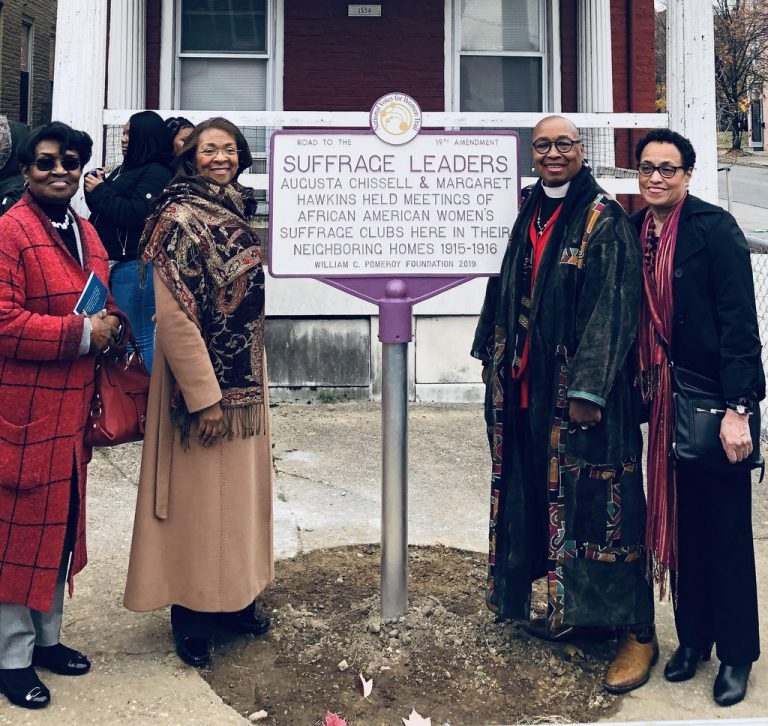 1534
National Votes for Women Trail
ROAD TO THE 19TH AMENDMENT
SUFFRAGE LEADERS
AUGUSTA CHISSELL & MARGARET
HAWKINS HELD MEETINGS OF
AFRICAN AMERICAN WOMEN'S
SUFFRAGE CLUBS HERE IN THEIR
NEIGHBORING HOMES 1915-1916
WILLIAM G. POMEROY FOUNDATION 2019